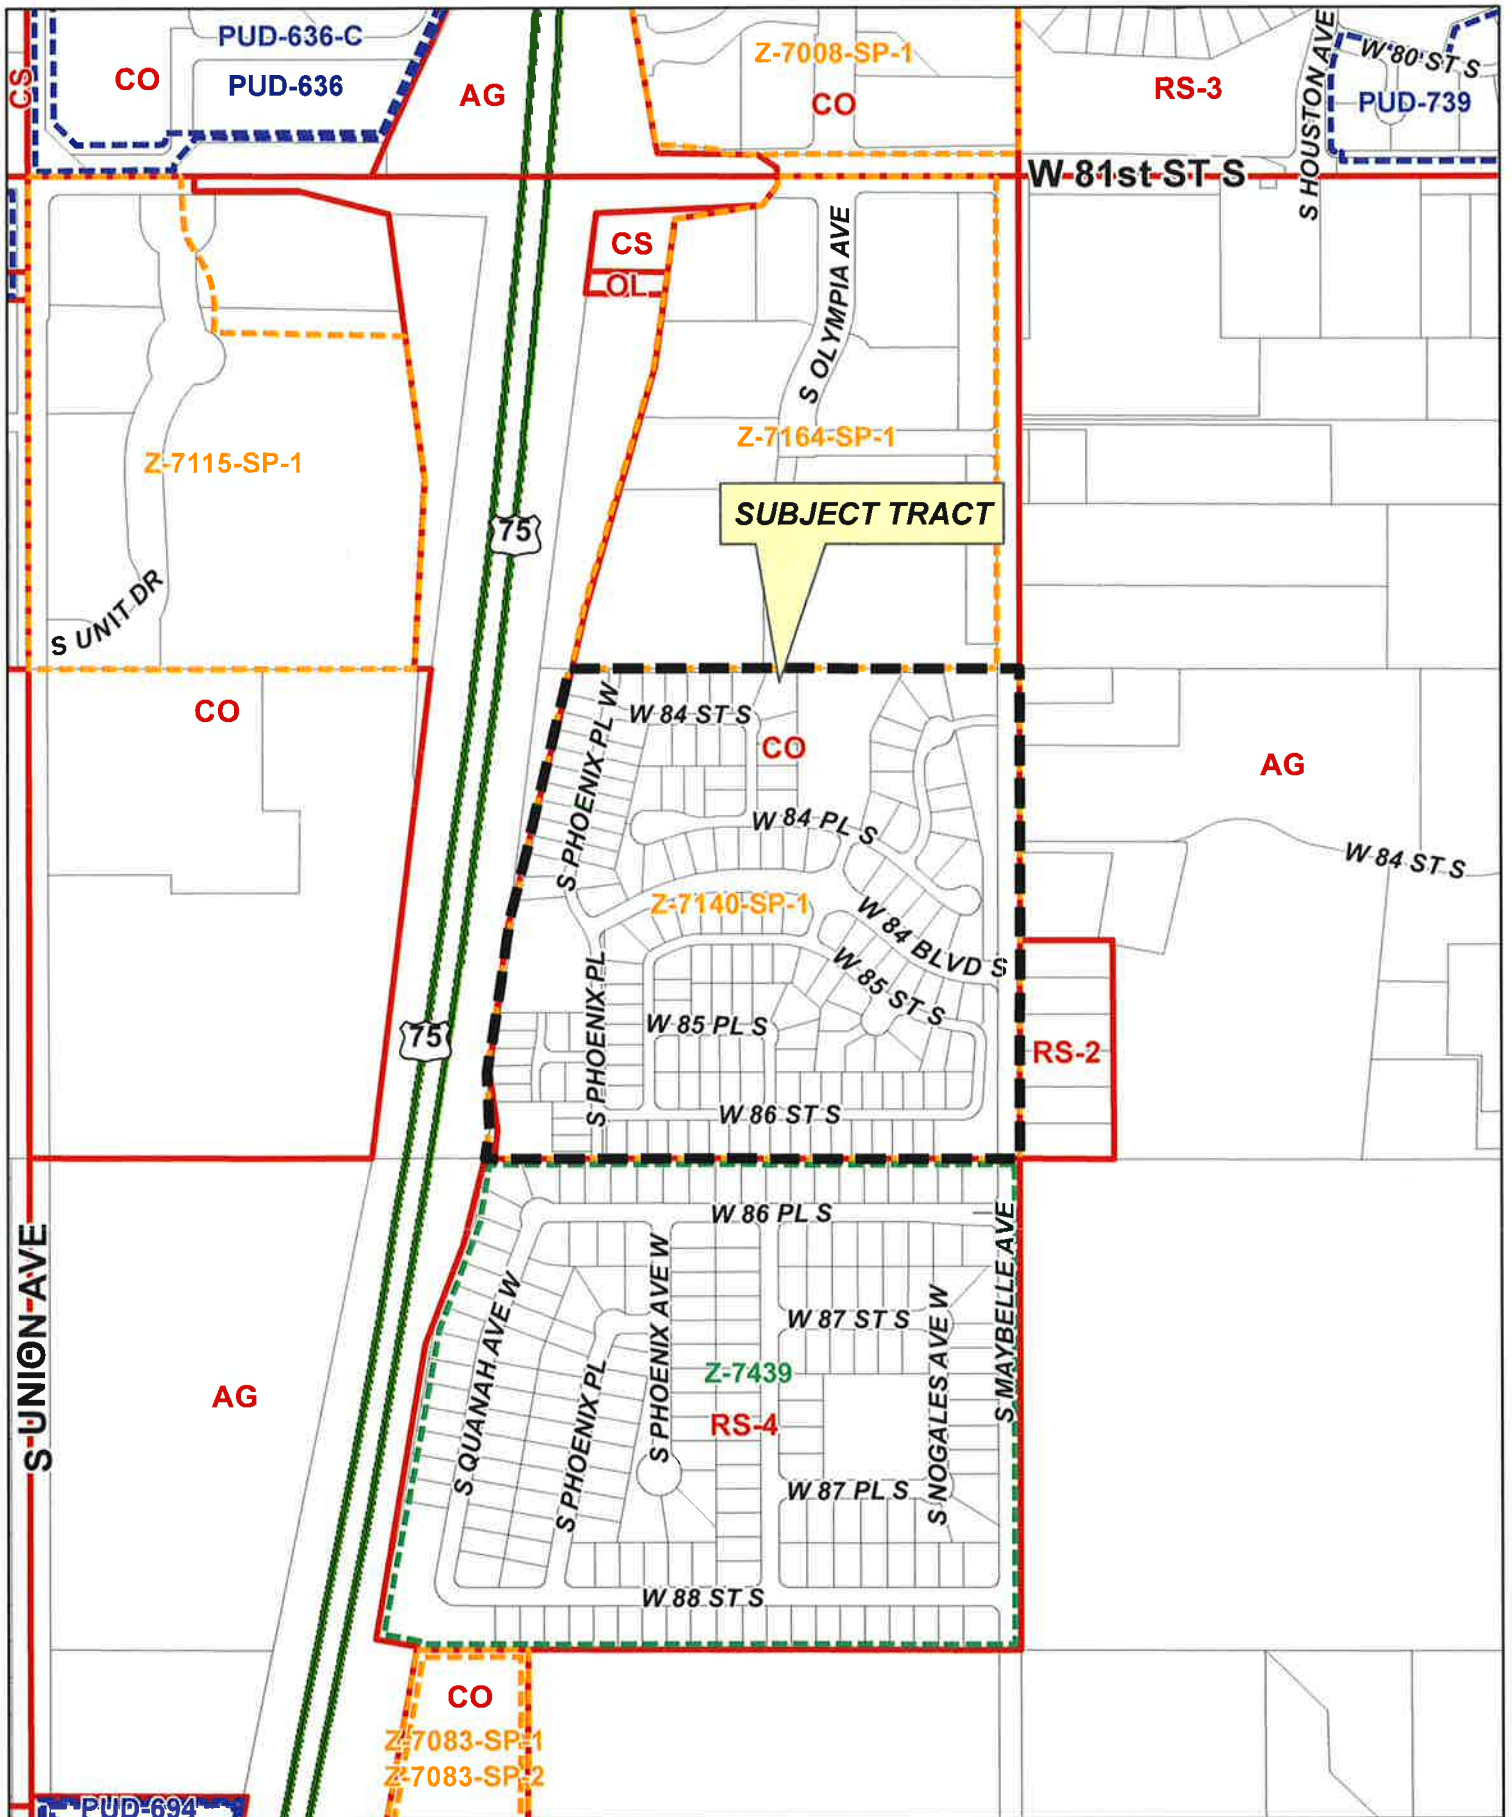 PUD-636-C
Z-7008-SP-1
S HOUSTON AVE
W 80 ST S
CS
CO
PUD-636
AG
CO
RS-3
PUD-739
W 81st ST S
CS
OL
S OLYMPIA AVE
Z-7164-SP-1
Z-7115-SP-1
SUBJECT TRACT
75
S UNIT DR
CO
W 84 ST S
S PHOENIX PL W
CO
AG
W 84 PL S
W 84 ST S
Z-7140-SP-1
W 84 BLVD S
W 85 ST S
S PHOENIX PL
W 85 PL S
75
RS-2
W 86 ST S
W 86 PL S
S UNION AVE
S QUANAH AVE W
S PHOENIX PL
S PHOENIX AVE W
W 87 ST S
S NOGALES AVE W
S MAYBELLE AVE
Z-7439
AG
RS-4
W 87 PL S
W 88 ST S
CO
Z-7083-SP-1
Z-7083-SP-2
PUD-694